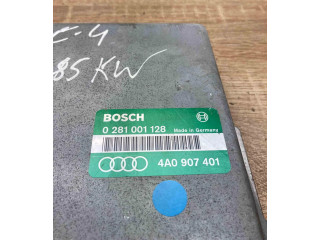 C-4
85 KW
BOSCH
0 281 001 128 Made in Germany
4A0 907 401